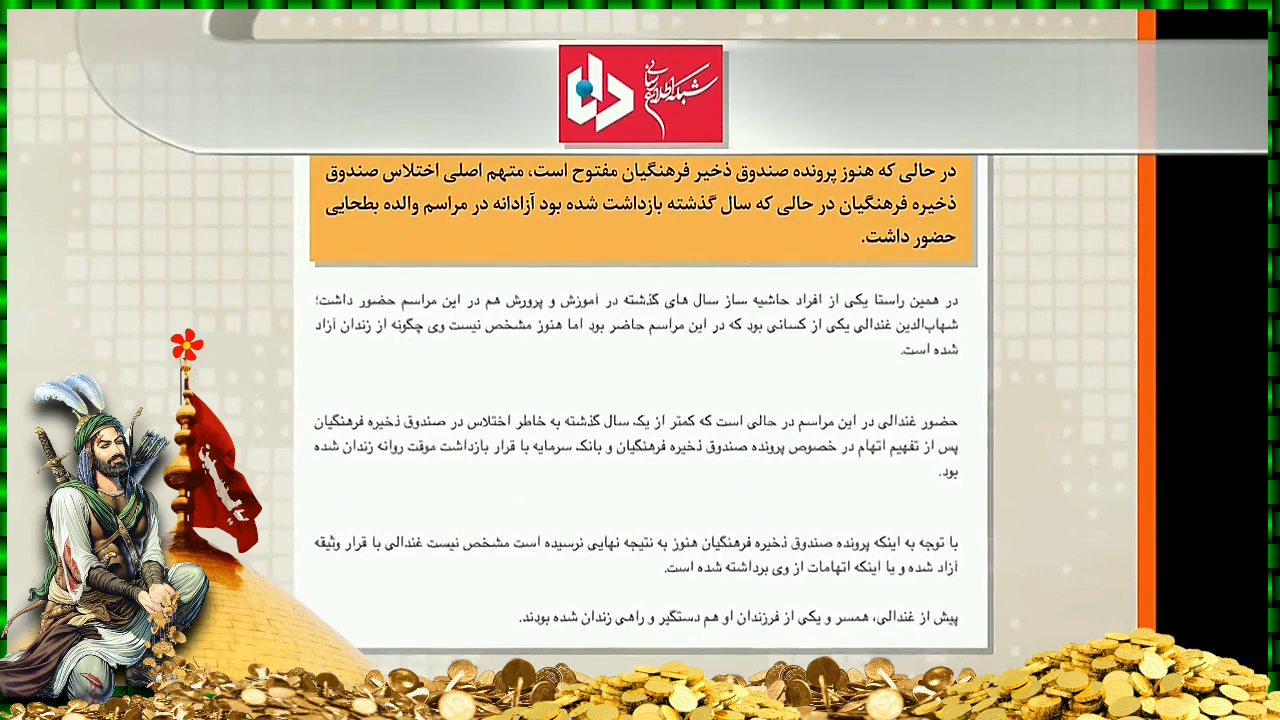 شبکه اطلاع رسانی
دانا
در حالی که هنوز پرونده صندوق ذخیر فرهنگیان مفتوح است، متهم اصلی اختلاس صندوق
ذخیره فرهنگیان در حالی که سال گذشته بازداشت شده بود آزادانه در مراسم والده بطحایی
حضور داشت.
در همین راستا یکی از افراد حاشیه ساز سال های گذشته در آموزش و پرورش هم در این مراسم حضور داشت؛
شهاب‌الدین غندالی یکی از کسانی بود که در این مراسم حاضر بود اما هنوز مشخص نیست وی چگونه از زندان آزاد
شده است.
حضور غندالی در این مراسم در حالی است که کمتر از یک سال گذشته به خاطر اختلاس در صندوق ذخیره فرهنگیان
پس از تفهیم اتهام در خصوص پرونده صندوق ذخیره فرهنگیان و بانک سرمایه با قرار بازداشت موقت روانه زندان شده
بود.
با توجه به اینکه پرونده صندوق ذخیره فرهنگیان هنوز به نتیجه نهایی نرسیده است مشخص نیست غندالی با قرار وثیقه
آزاد شده و یا اینکه اتهامات از وی برداشته شده است.
پیش از غندالی، همسر و یکی از فرزندان او هم دستگیر و راهی زندان شده بودند.